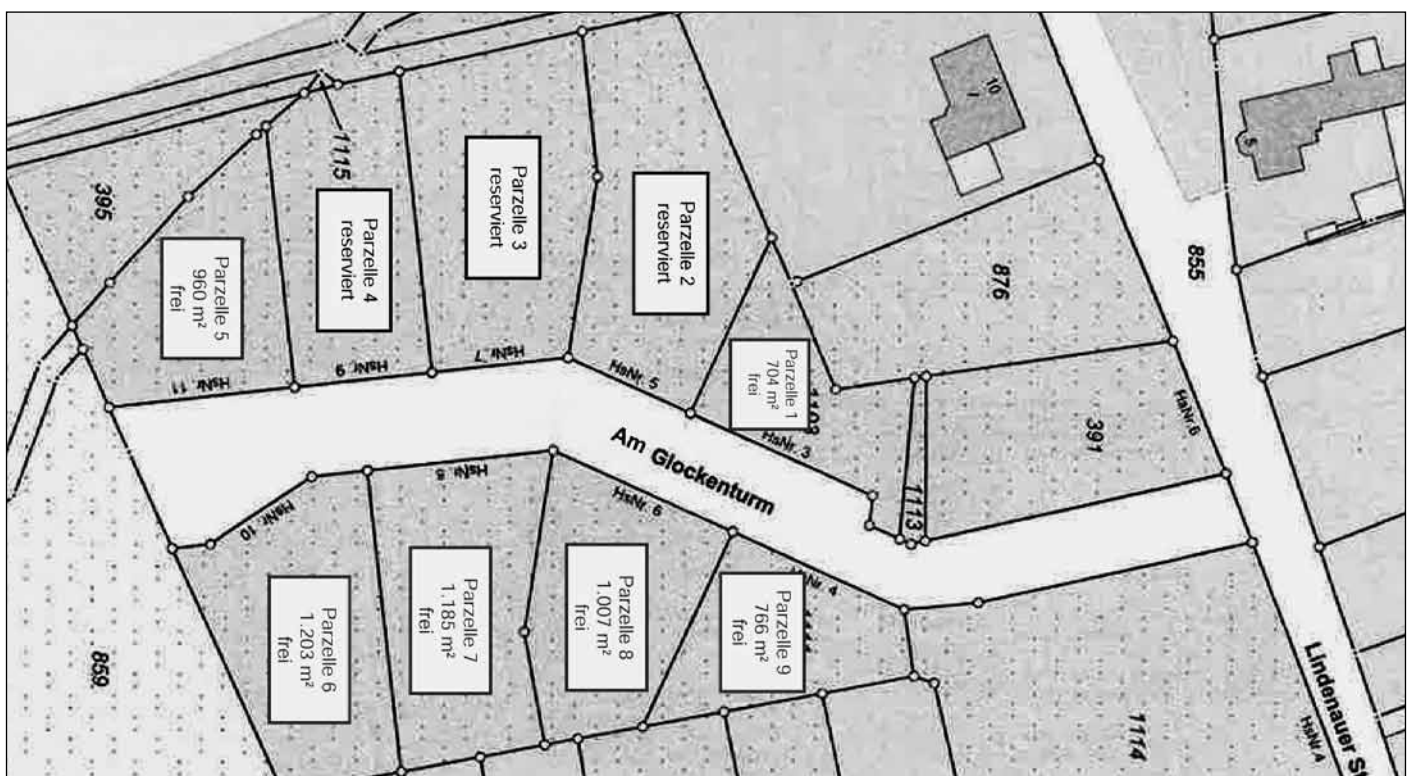 395
1115
Parzelle 5
960 m²
frei
Parzelle 4
reserviert
Parzelle 3
reserviert
Parzelle 2
reserviert
Parzelle 1
704 m²
frei
1103
HsNr. 11
HsNr. 9
HsNr. 7
HsNr. 5
HsNr. 3
Am Glockenturm
1113
391
876
855
10
5
HsNr. 6
HsNr. 10
HsNr. 8
HsNr. 6
HsNr. 4
Parzelle 6
1.203 m²
frei
Parzelle 7
1.185 m²
frei
Parzelle 8
1.007 m²
frei
Parzelle 9
766 m²
frei
859
1114
Lindenauer
HsNr. 4